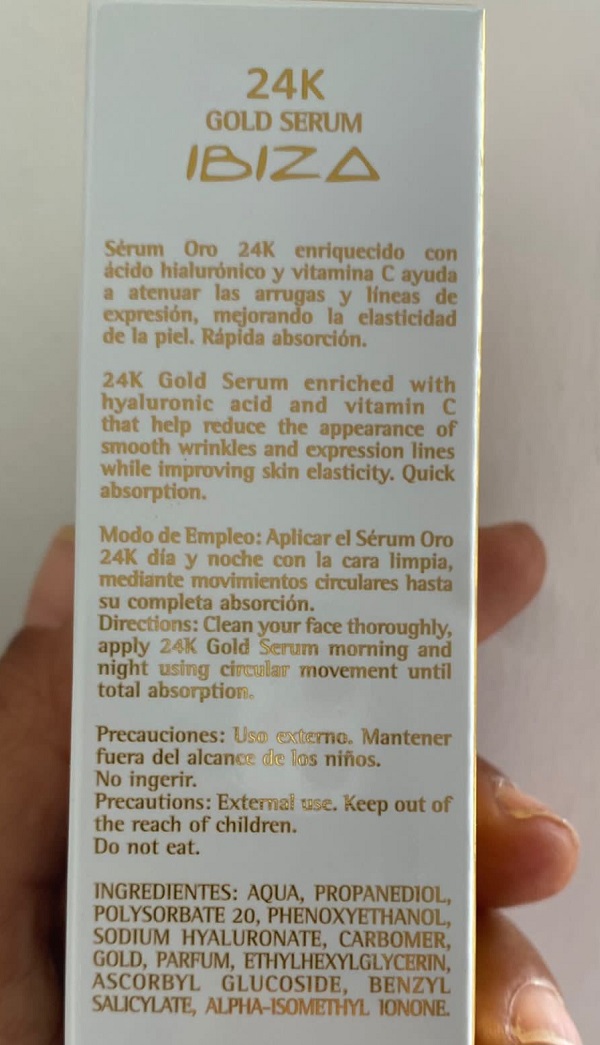 24K
GOLD SERUM
IBIZA
Sérum Oro 24K enriquecido con
ácido hialurónico y vitamina C ayuda
a atenuar las arrugas y líneas de
expresión, mejorando la elasticidad
de la piel. Rápida absorción.
24K Gold Serum enriched with
hyaluronic acid and vitamin C
that help reduce the appearance of
smooth wrinkles and expression lines
while improving skin elasticity. Quick
absorption.
Modo de Empleo: Aplicar el Sérum Oro
24K día y noche con la cara limpia,
mediante movimientos circulares hasta
su completa absorción.
Directions: Clean your face thoroughly,
apply 24K Gold Serum morning and
night using circular movement until
total absorption.
Precauciones: Uso externo. Mantener
fuera del alcance de los niños.
No ingerir.
Precautions: External use. Keep out of
the reach of children.
Do not eat.
INGREDIENTES: AQUA, PROPANEDIOL,
POLYSORBATE 20, PHENOXYETHANOL,
SODIUM HYALURONATE, CARBOMER,
GOLD, PARFUM, ETHYLHEXYLGLYCERIN,
ASCORBYL GLUCOSIDE, BENZYL
SALICYLATE, ALPHA-ISOMETHYL IONONE.